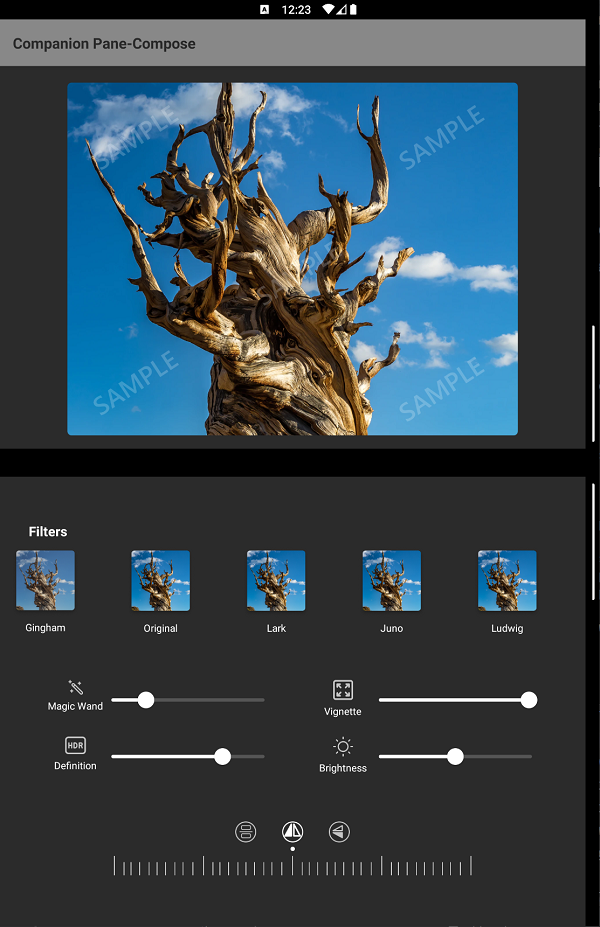 A 12:23
Companion Pane-Compose
SAMPLE
SAMPLE
SAMPLE
SAMPLE
SAMPLE
Filters
Gingham
Original
Lark
Juno
Ludwig
Magic Wand
Vignette
HDR
Definition
Brightness